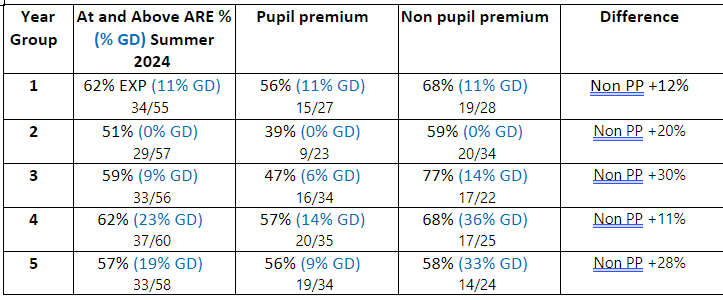 Year Group
At and Above ARE % (% GD) Summer 2024
Pupil premium
Non pupil premium
Difference
1
62% EXP (11% GD)
34/55
56% (11% GD)
15/27
68% (11% GD)
19/28
Non PP +12%
2
51% (0% GD)
29/57
39% (0% GD)
9/23
59% (0% GD)
20/34
Non PP +20%
3
59% (9% GD)
33/56
47% (6% GD)
16/34
77% (14% GD)
17/22
Non PP +30%
4
62% (23% GD)
37/60
57% (14% GD)
20/35
68% (36% GD)
17/25
Non PP +11%
5
57% (19% GD)
33/58
56% (9% GD)
19/34
58% (33% GD)
14/24
Non PP +28%